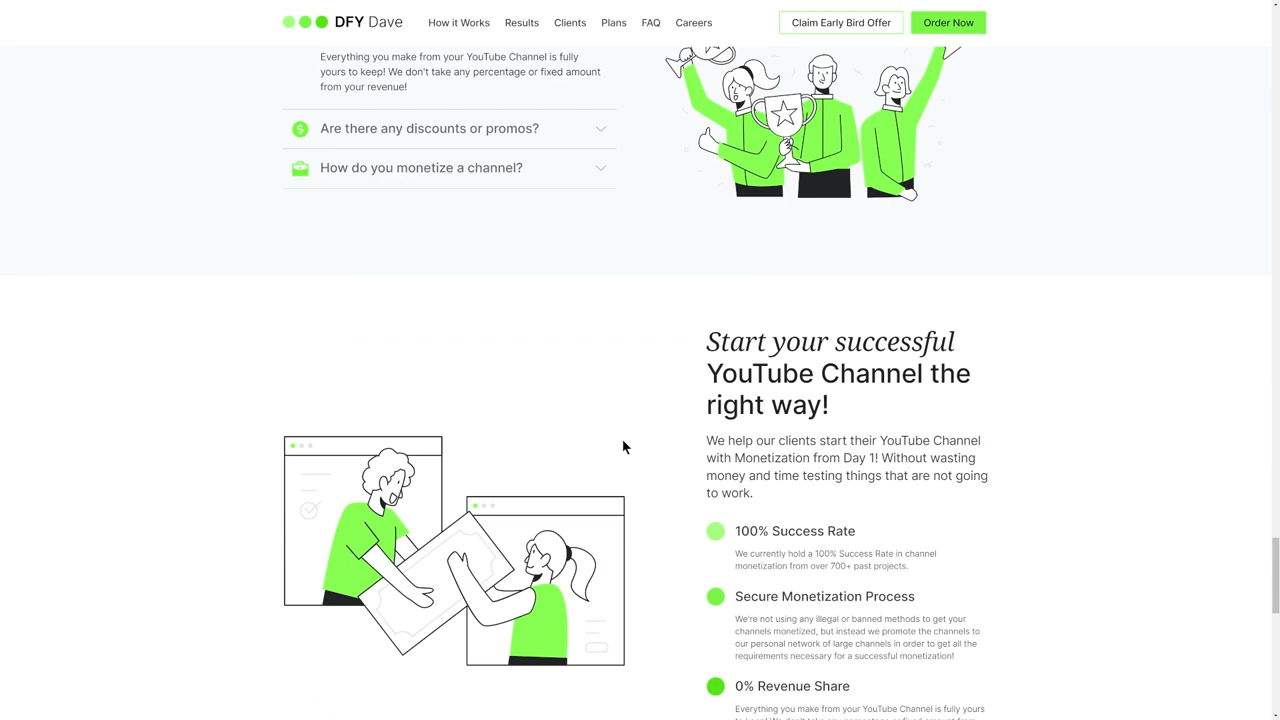 DFY Dave
How it Works
Results
Clients
Plans
FAQ
Careers
Claim Early Bird Offer
Order Now
Everything you make from your YouTube Channel is fully
yours to keep! We don't take any percentage or fixed amount
from your revenue!
Are there any discounts or promos?
How do you monetize a channel?
Start your successful
YouTube Channel the
right way!
We help our clients start their YouTube Channel
with Monetization from Day 1! Without wasting
money and time testing things that are not going
to work.
100% Success Rate
We currently hold a 100% Success Rate in channel
monetization from over 700+ past projects.
Secure Monetization Process
We're not using any illegal or banned methods to get your
channels monetized, but instead we promote the channels to
our personal network of large channels in order to get all the
requirements necessary for a successful monetization!
0% Revenue Share
Everything you make from your YouTube Channel is fully yours